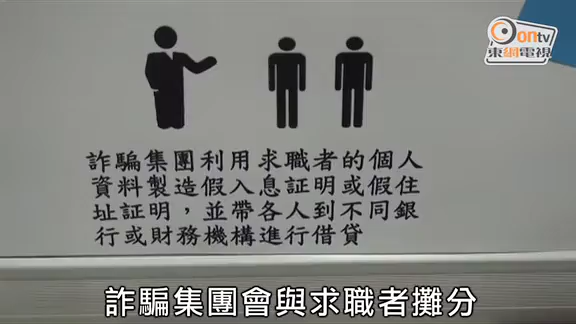 ontv
東網電視
詐騙集團利用求職者的個人
資料製造假入息証明或假住
址証明，並帶各人到不同銀
行或財務機構進行借貸
詐騙集團會與求職者攤分